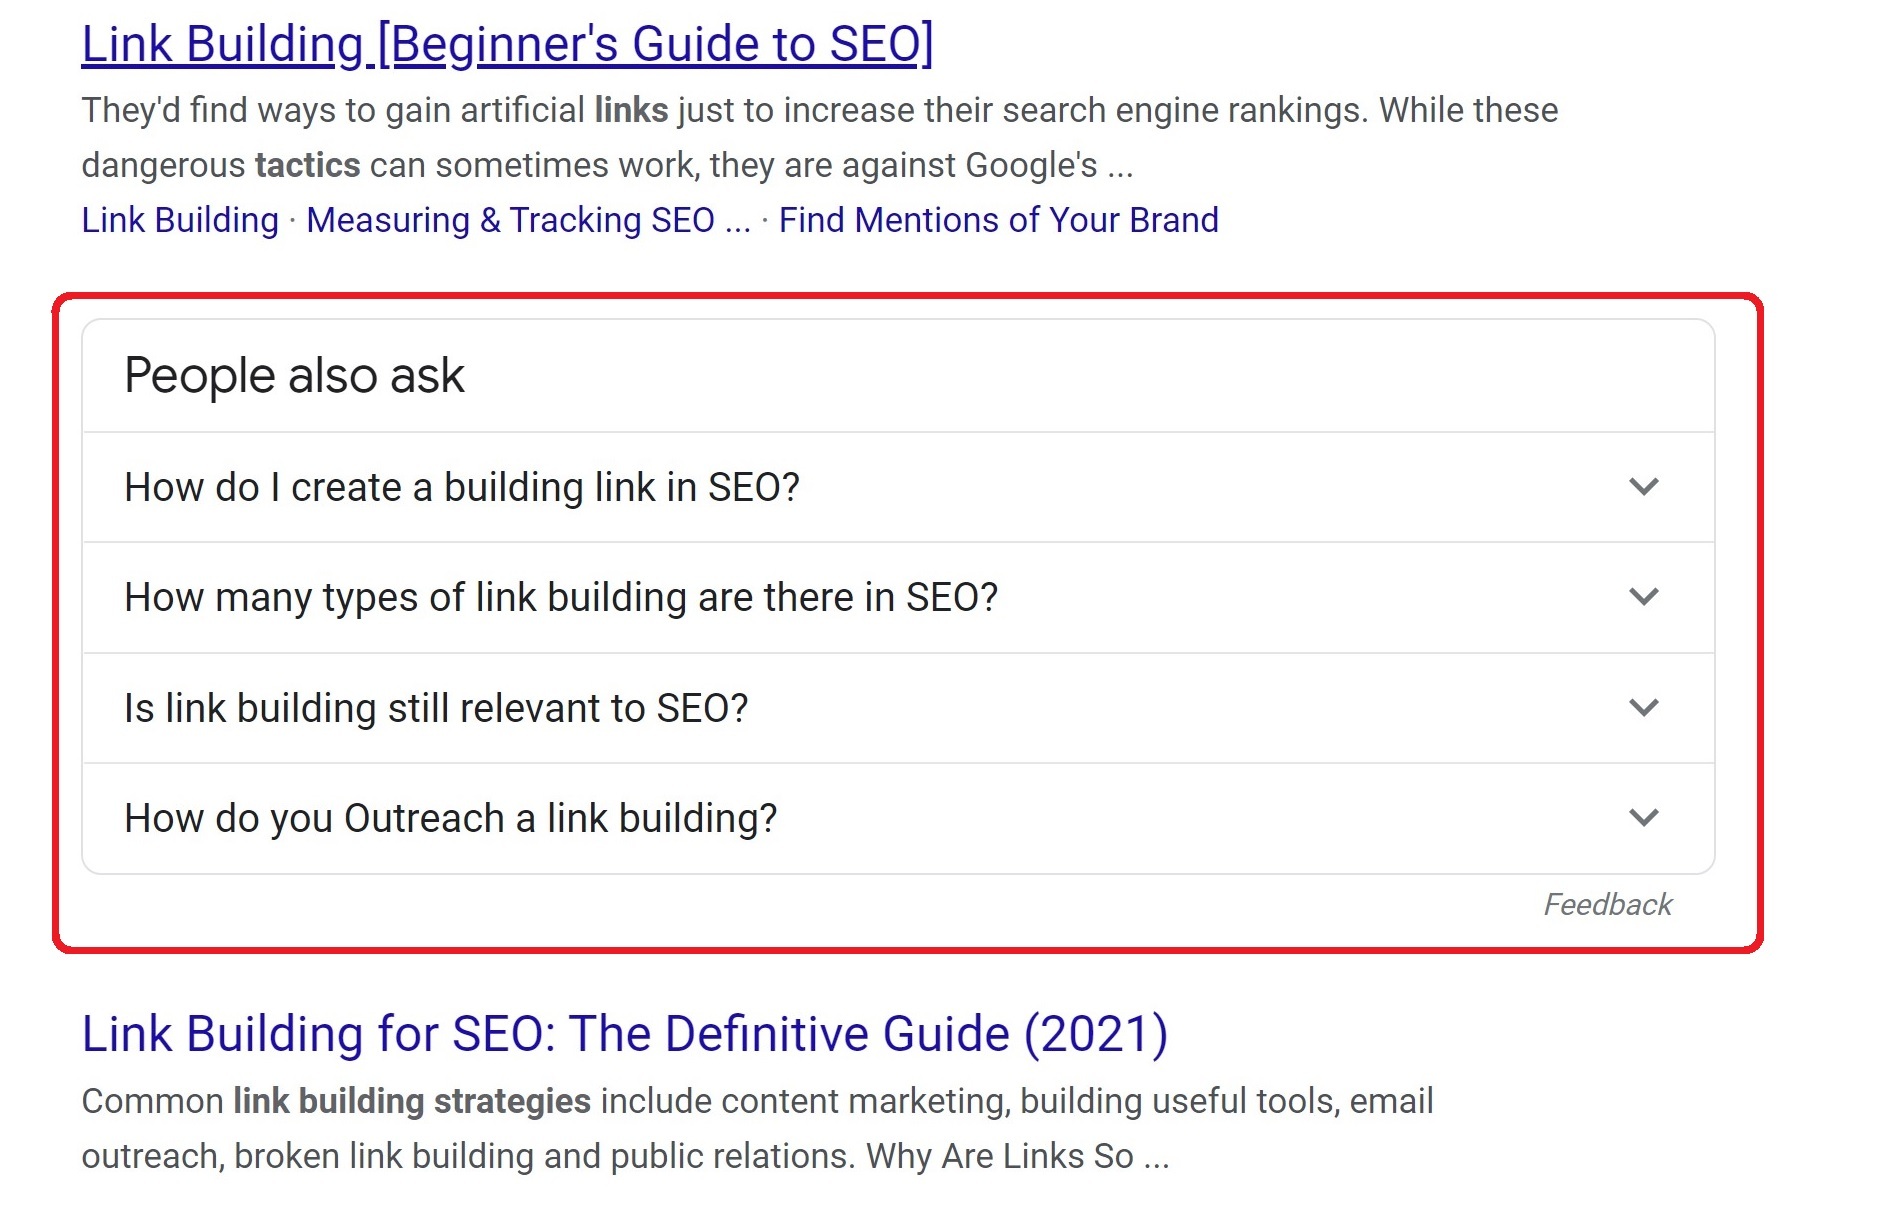 Link Building [Beginner's Guide to SEO]
They'd find ways to gain artificial links just to increase their search engine rankings. While these
dangerous tactics can sometimes work, they are against Google's ...
Link Building · Measuring & Tracking SEO ... · Find Mentions of Your Brand
People also ask
How do I create a building link in SEO?
How many types of link building are there in SEO?
Is link building still relevant to SEO?
How do you Outreach a link building?
Feedback
Link Building for SEO: The Definitive Guide (2021)
Common link building strategies include content marketing, building useful tools, email
outreach, broken link building and public relations. Why Are Links So ...